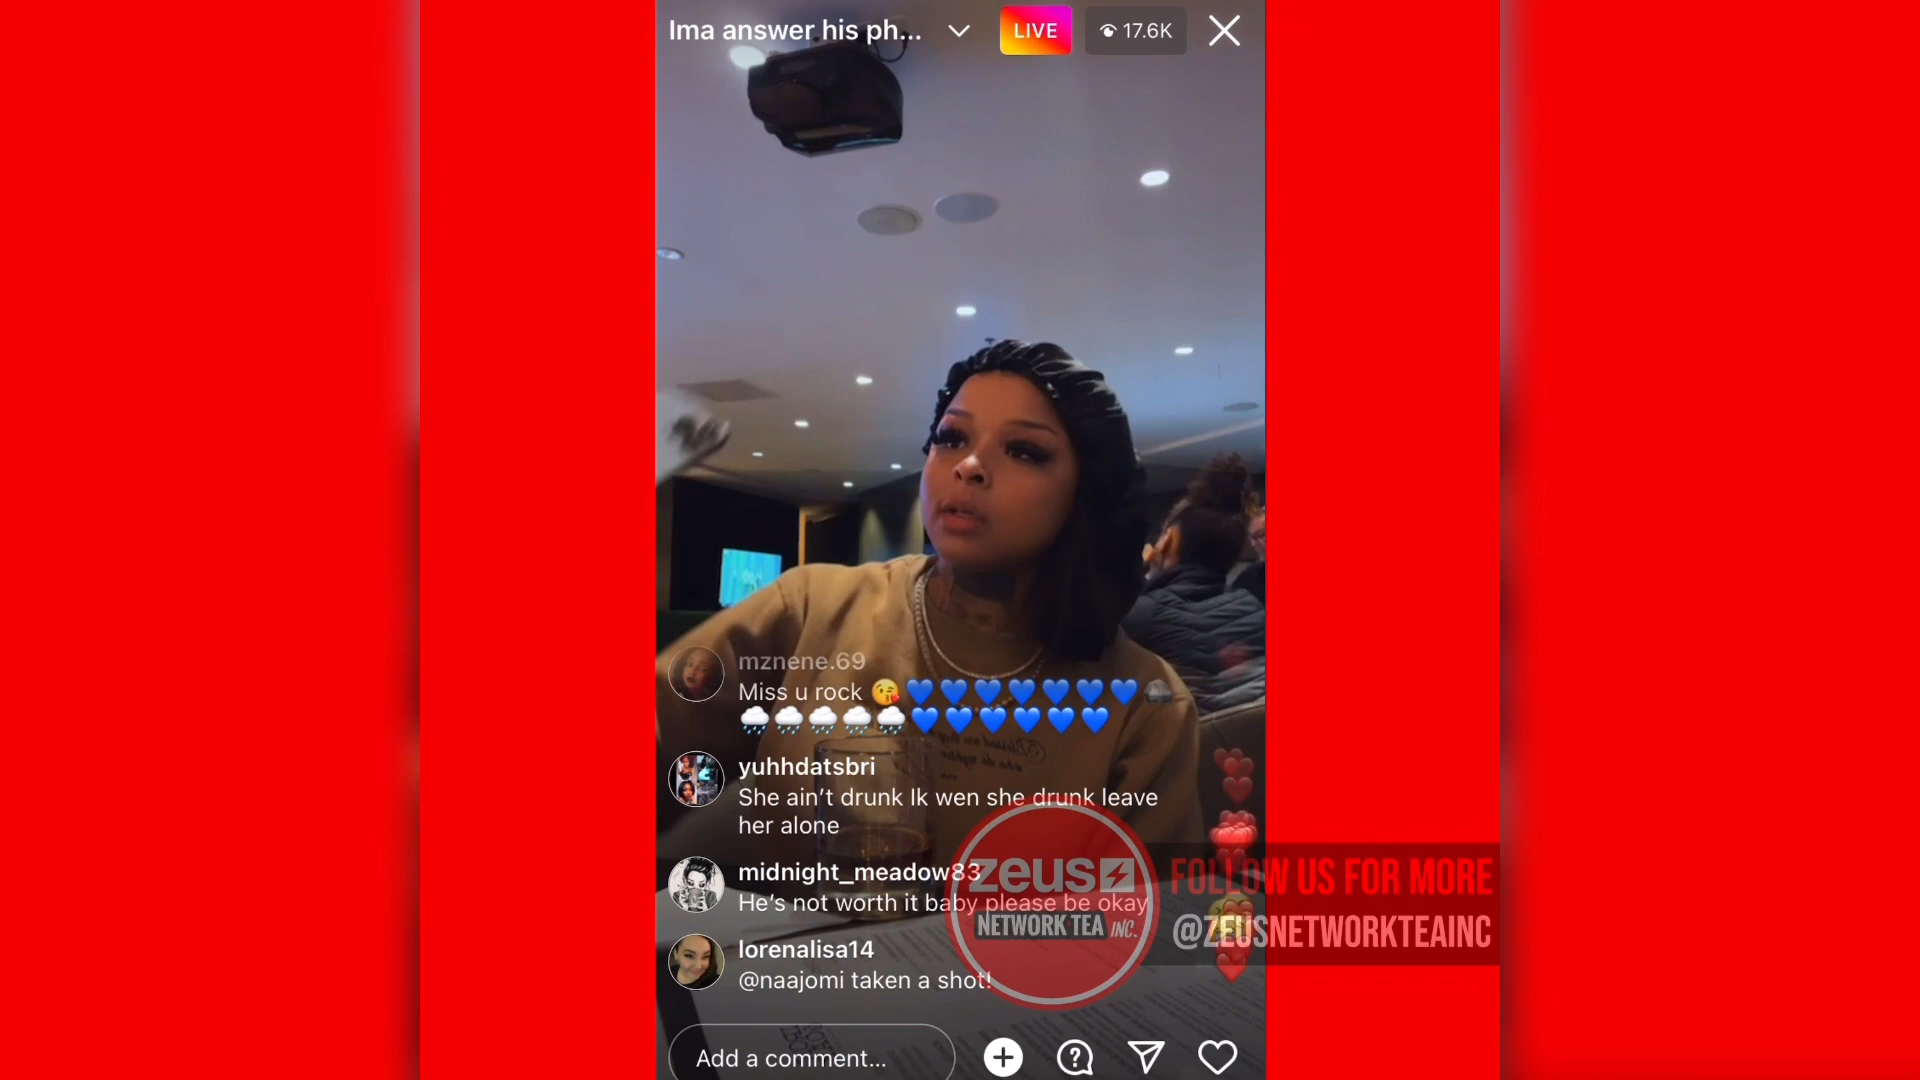 Ima answer his ph...
LIVE
17.6K
mznene.69
Miss u rock 😘💙💙💙💙💙💙💙🪨
🌧️🌧️🌧️🌧️🌧️💙💙💙💙💙💙
yuhhdatsbri
She ain't drunk Ik wen she drunk leave
her alone
midnight_meadow83
He's not worth it baby please be okay
lorenalisa14
@naajomi taken a shot!
Add a comment...
zeus
NETWORK TEA INC.
FOLLOW US FOR MORE
@ZEUSNETWORKTEAINC